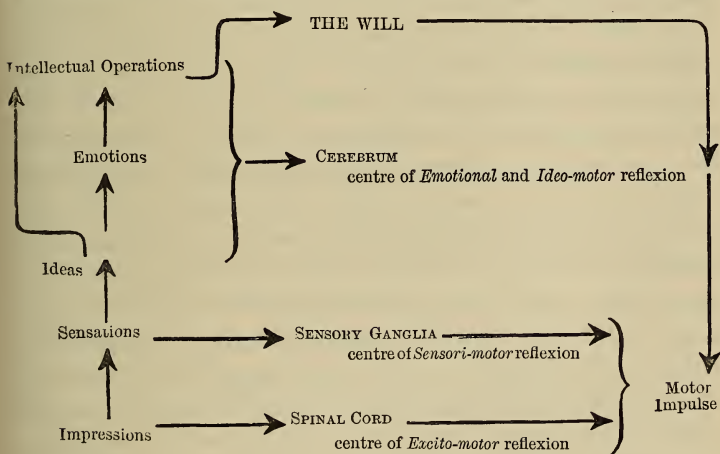 THE WILL
Intellectual Operations
Emotions
CEREBRUM
centre of Emotional and Ideo-motor reflexion
Ideas
Sensations
SENSORY GANGLIA
centre of Sensori-motor reflexion
Motor
Impulse
Impressions
SPINAL CORD
centre of Excito-motor reflexion